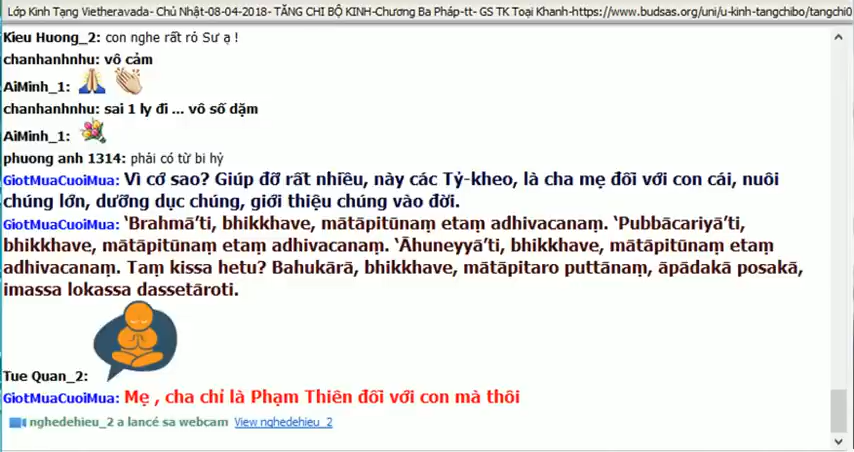 Lớp Kinh Tạng Vietheravada- Chủ Nhật-08-04-2018- TĂNG CHI BỘ KINH-Chương Ba Pháp-tt- GS TK Toại Khanh-https://www.budsas.org/uni/u-kinh-tangchibo/tangchi0
Kieu Huong_2: con nghe rất rỏ Sư ạ !
chanhanhnhu: vô cảm
AiMinh_1:
chanhanhnhu: sai 1 ly đi ... vô số dặm
AiMinh_1:
phuong anh 1314: phải có từ bi hỷ
GiotMuaCuoiMua: Vì cớ sao? Giúp đỡ rất nhiều, này các Tỷ-kheo, là cha mẹ đối với con cái, nuôi
chúng lớn, dưỡng dục chúng, giới thiệu chúng vào đời.
GiotMuaCuoiMua: ‘Brahmā’ti, bhikkhave, mātāpitūnaṃ etaṃ adhivacanaṃ. ‘Pubbācariyā’ti,
bhikkhave, mātāpitūnaṃ etaṃ adhivacanaṃ. ‘Āhuneyyā’ti, bhikkhave, mātāpitūnaṃ etaṃ
adhivacanaṃ. Taṃ kissa hetu? Bahukārā, bhikkhave, mātāpitaro puttānaṃ, āpādakā posakā,
imassa lokassa dassetāroti.
Tue Quan_2:
GiotMuaCuoiMua: Mẹ , cha chỉ là Phạm Thiên đối với con mà thôi
nghedehieu_2 a lancé sa webcam View nghedehieu_2